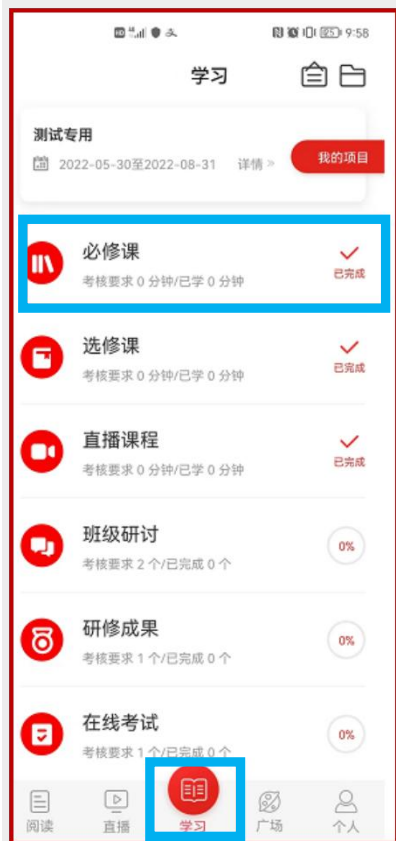 HD 9:58
学习
测试专用
2022-05-30至2022-08-31 详情 >
我的项目
必修课
考核要求 0 分钟/已学 0 分钟
已完成
选修课
考核要求 0 分钟/已学 0 分钟
已完成
直播课程
考核要求 0 分钟/已学 0 分钟
已完成
班级研讨
考核要求 2 个/已完成 0 个
0%
研修成果
考核要求 1 个/已完成 0 个
0%
在线考试
考核要求 1 个/已完成 0 个
0%
阅读 直播 学习 广场 个人